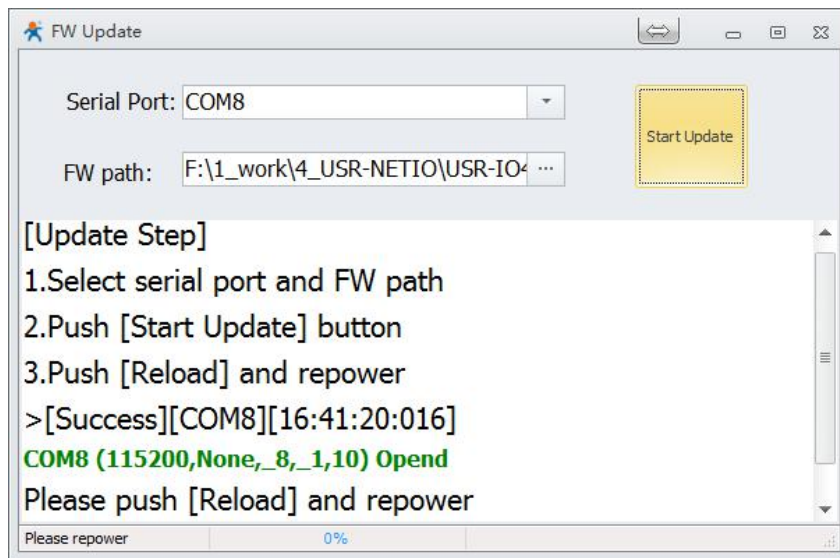 FW Update
Serial Port: COM8
Start Update
FW path: F:\1_work\4_USR-NETIO\USR-IO4 ...
[Update Step]
1.Select serial port and FW path
2.Push [Start Update] button
3.Push [Reload] and repower
>[Success][COM8][16:41:20:016]
COM8 (115200,None,_8,_1,10) Opend
Please push [Reload] and repower
Please repower 0%